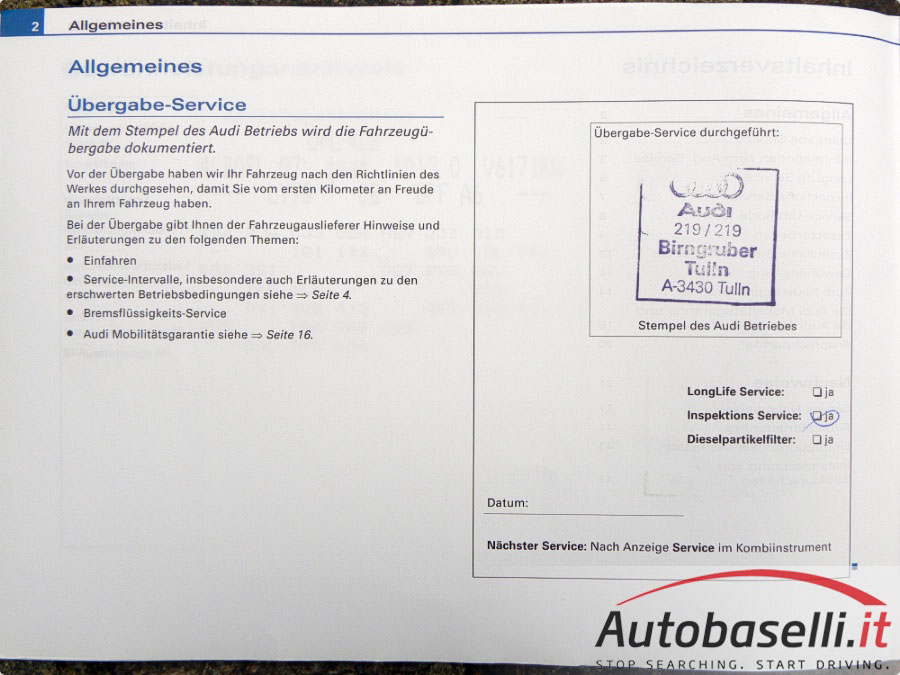 2 Allgemeines
Allgemeines
Übergabe-Service
Mit dem Stempel des Audi Betriebs wird die Fahrzeugü-
bergabe dokumentiert.
Vor der Übergabe haben wir Ihr Fahrzeug nach den Richtlinien des
Werkes durchgesehen, damit Sie vom ersten Kilometer an Freude
an Ihrem Fahrzeug haben.
Bei der Übergabe gibt Ihnen der Fahrzeugauslieferer Hinweise und
Erläuterungen zu den folgenden Themen:
• Einfahren
• Service-Intervalle, insbesondere auch Erläuterungen zu den
erschwerten Betriebsbedingungen siehe ⇒ Seite 4.
• Bremsflüssigkeits-Service
• Audi Mobilitätsgarantie siehe ⇒ Seite 16.
Übergabe-Service durchgeführt:
Audi
219 / 219
Birngruber
Tulln
A-3430 Tulln
Stempel des Audi Betriebes
LongLife Service: ❏ ja
Inspektions Service: ❏ ja
Dieselpartikelfilter: ❏ ja
Datum:
Nächster Service: Nach Anzeige Service im Kombiinstrument
Autobaselli.it
STOP SEARCHING. START DRIVING.